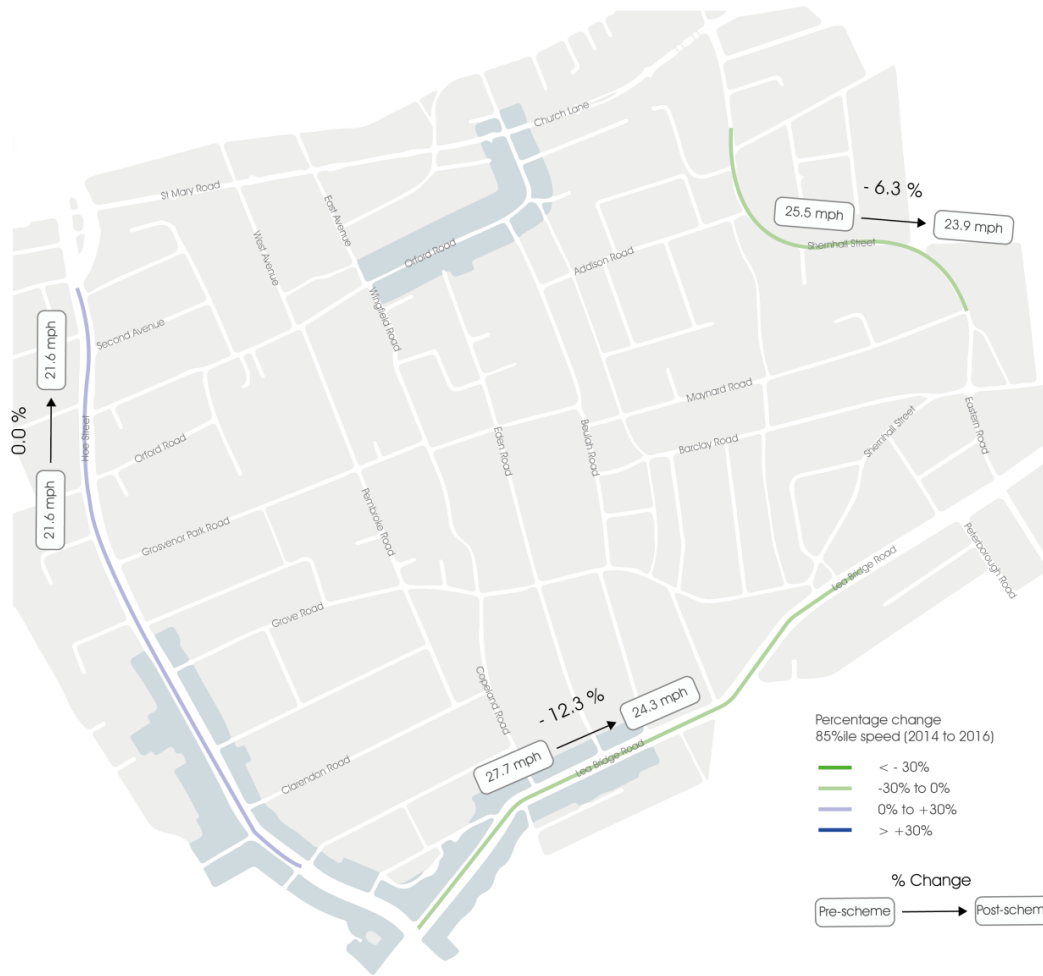 Church Lane
St Mary Road
East Avenue
West Avenue
Orford Road
Wingfield Road
Addison Road
- 6.3 %
25.5 mph
23.9 mph
Shernhall Street
Second Avenue
21.6 mph
0.0 %
21.6 mph
Hoe Street
Orford Road
Maynard Road
Barclay Road
Shernhall Street
Eastern Road
Beulah Road
Eden Road
Pembroke Road
Grosvenor Park Road
Grove Road
Lea Bridge Road
Peterborough Road
Copeland Road
Clarendon Road
- 12.3 %
27.7 mph
24.3 mph
Lea Bridge Road
Percentage change
85%ile speed (2014 to 2016)
< - 30%
-30% to 0%
0% to +30%
> +30%
% Change
Pre-scheme
Post-schem